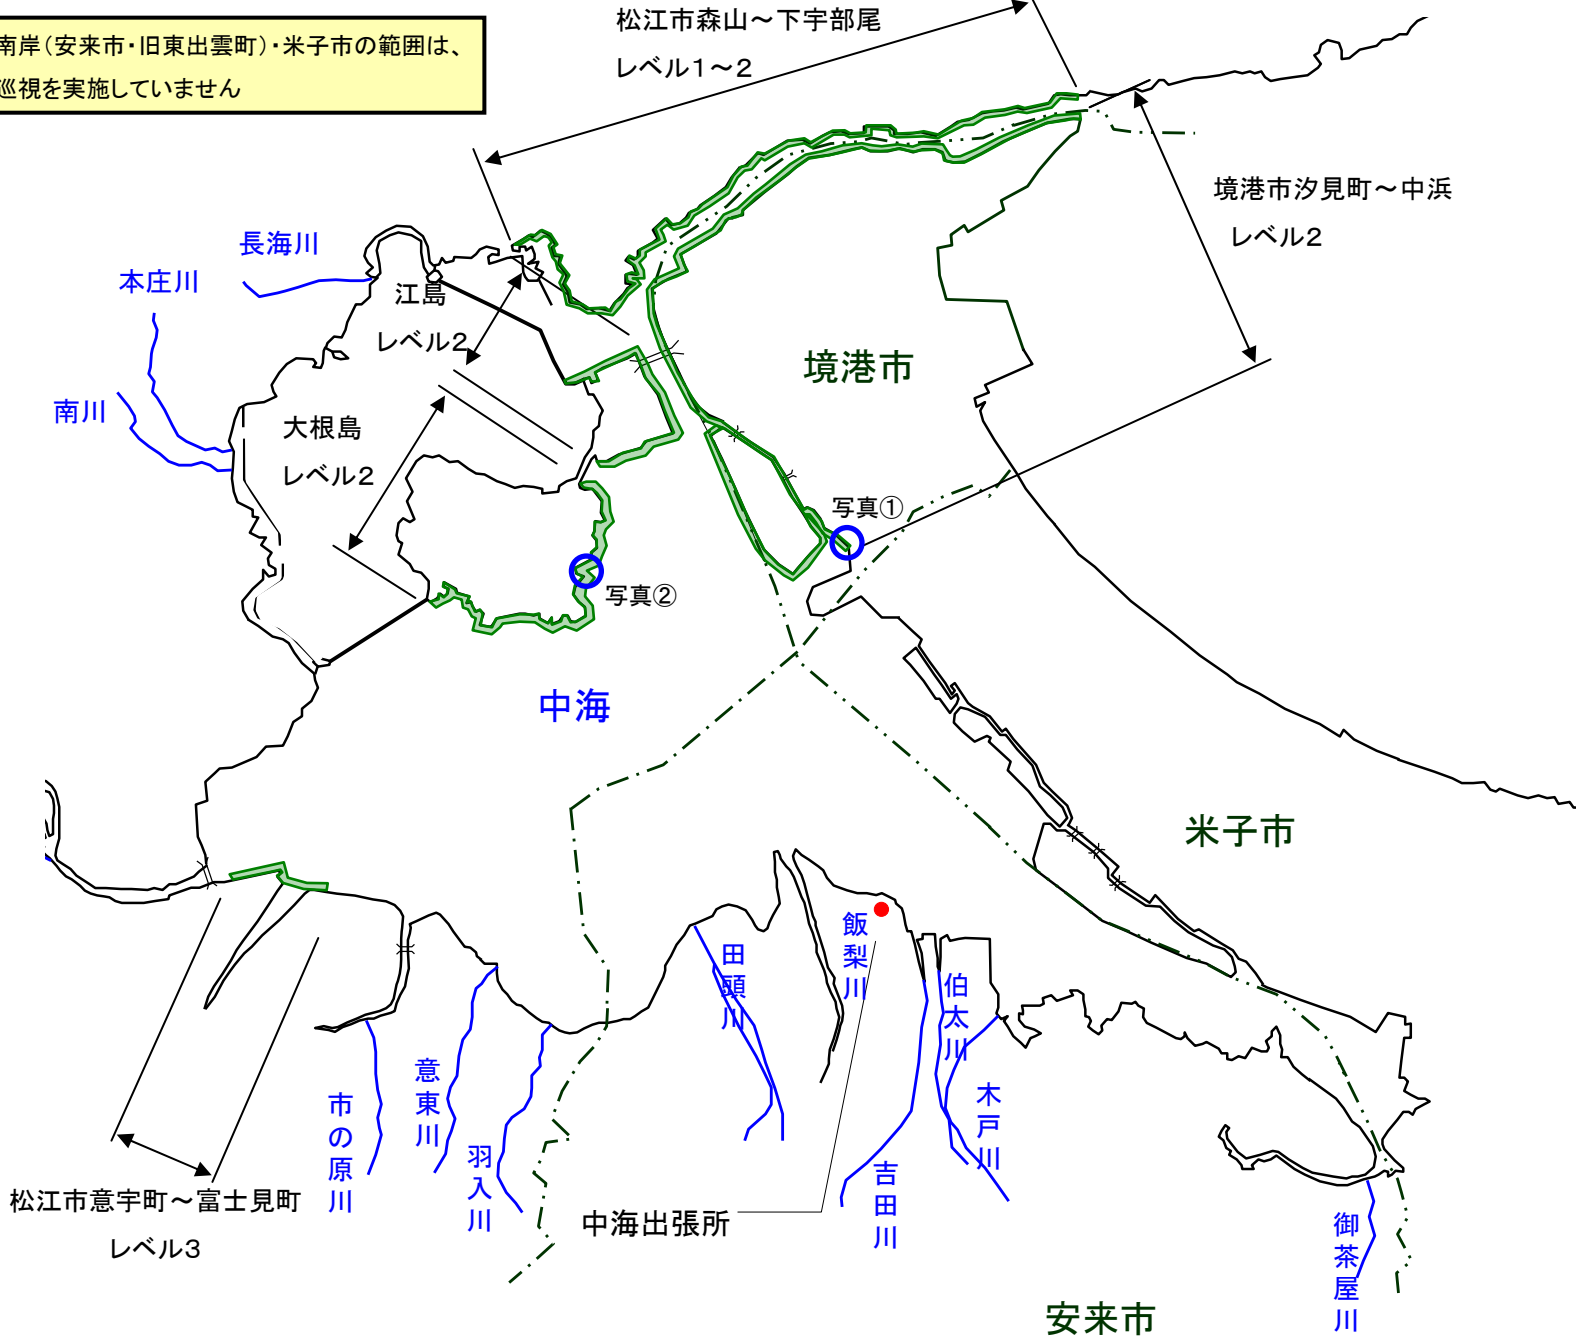 南岸(安来市・旧東出雲町)・米子市の範囲は、
巡視を実施していません
松江市森山～下宇部尾
レベル1～2
境港市汐見町～中浜
レベル2
長海川
本庄川
江島
レベル2
南川
大根島
レベル2
境港市
写真①
写真②
中海
米子市
飯梨川
田頭川
伯太川
意東川
市の原川
木戸川
羽入川
吉田川
松江市意宇町～富士見町
レベル3
中海出張所
御茶屋川
安来市